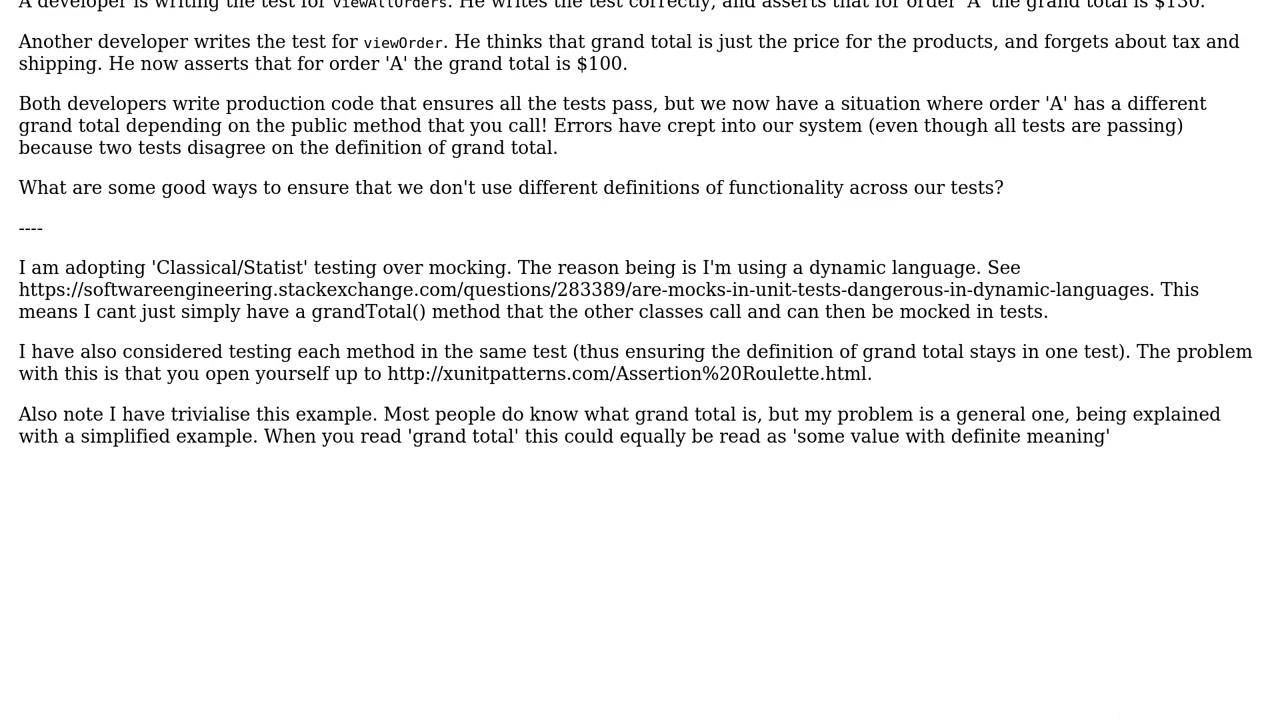 A developer is writing the test for viewAllOrders. He writes the test correctly, and asserts that for order 'A' the grand total is $130.
Another developer writes the test for viewOrder. He thinks that grand total is just the price for the products, and forgets about tax and
shipping. He now asserts that for order 'A' the grand total is $100.
Both developers write production code that ensures all the tests pass, but we now have a situation where order 'A' has a different
grand total depending on the public method that you call! Errors have crept into our system (even though all tests are passing)
because two tests disagree on the definition of grand total.
What are some good ways to ensure that we don't use different definitions of functionality across our tests?
----
I am adopting 'Classical/Statist' testing over mocking. The reason being is I'm using a dynamic language. See
https://softwareengineering.stackexchange.com/questions/283389/are-mocks-in-unit-tests-dangerous-in-dynamic-languages. This
means I cant just simply have a grandTotal() method that the other classes call and can then be mocked in tests.
I have also considered testing each method in the same test (thus ensuring the definition of grand total stays in one test). The problem
with this is that you open yourself up to http://xunitpatterns.com/Assertion%20Roulette.html.
Also note I have trivialise this example. Most people do know what grand total is, but my problem is a general one, being explained
with a simplified example. When you read 'grand total' this could equally be read as 'some value with definite meaning'